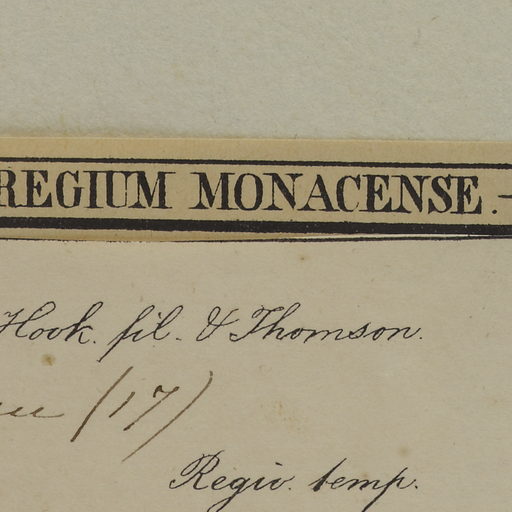 REGIUM MONACENSE.—
Hook. fil. & Thomson.
(17)
Regio. temp.